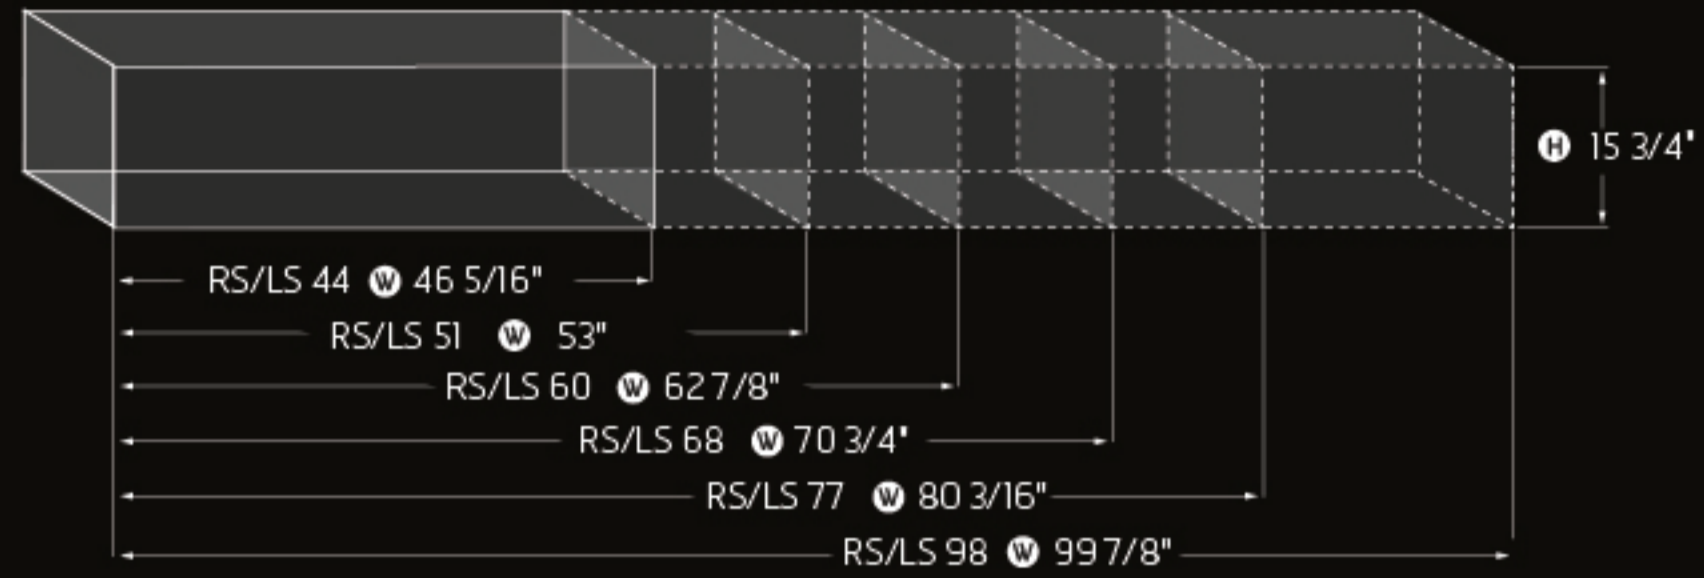 H 15 3/4"
RS/LS 44 W 46 5/16"
RS/LS 51 W 53"
RS/LS 60 W 62 7/8"
RS/LS 68 W 70 3/4"
RS/LS 77 W 80 3/16"
RS/LS 98 W 99 7/8"